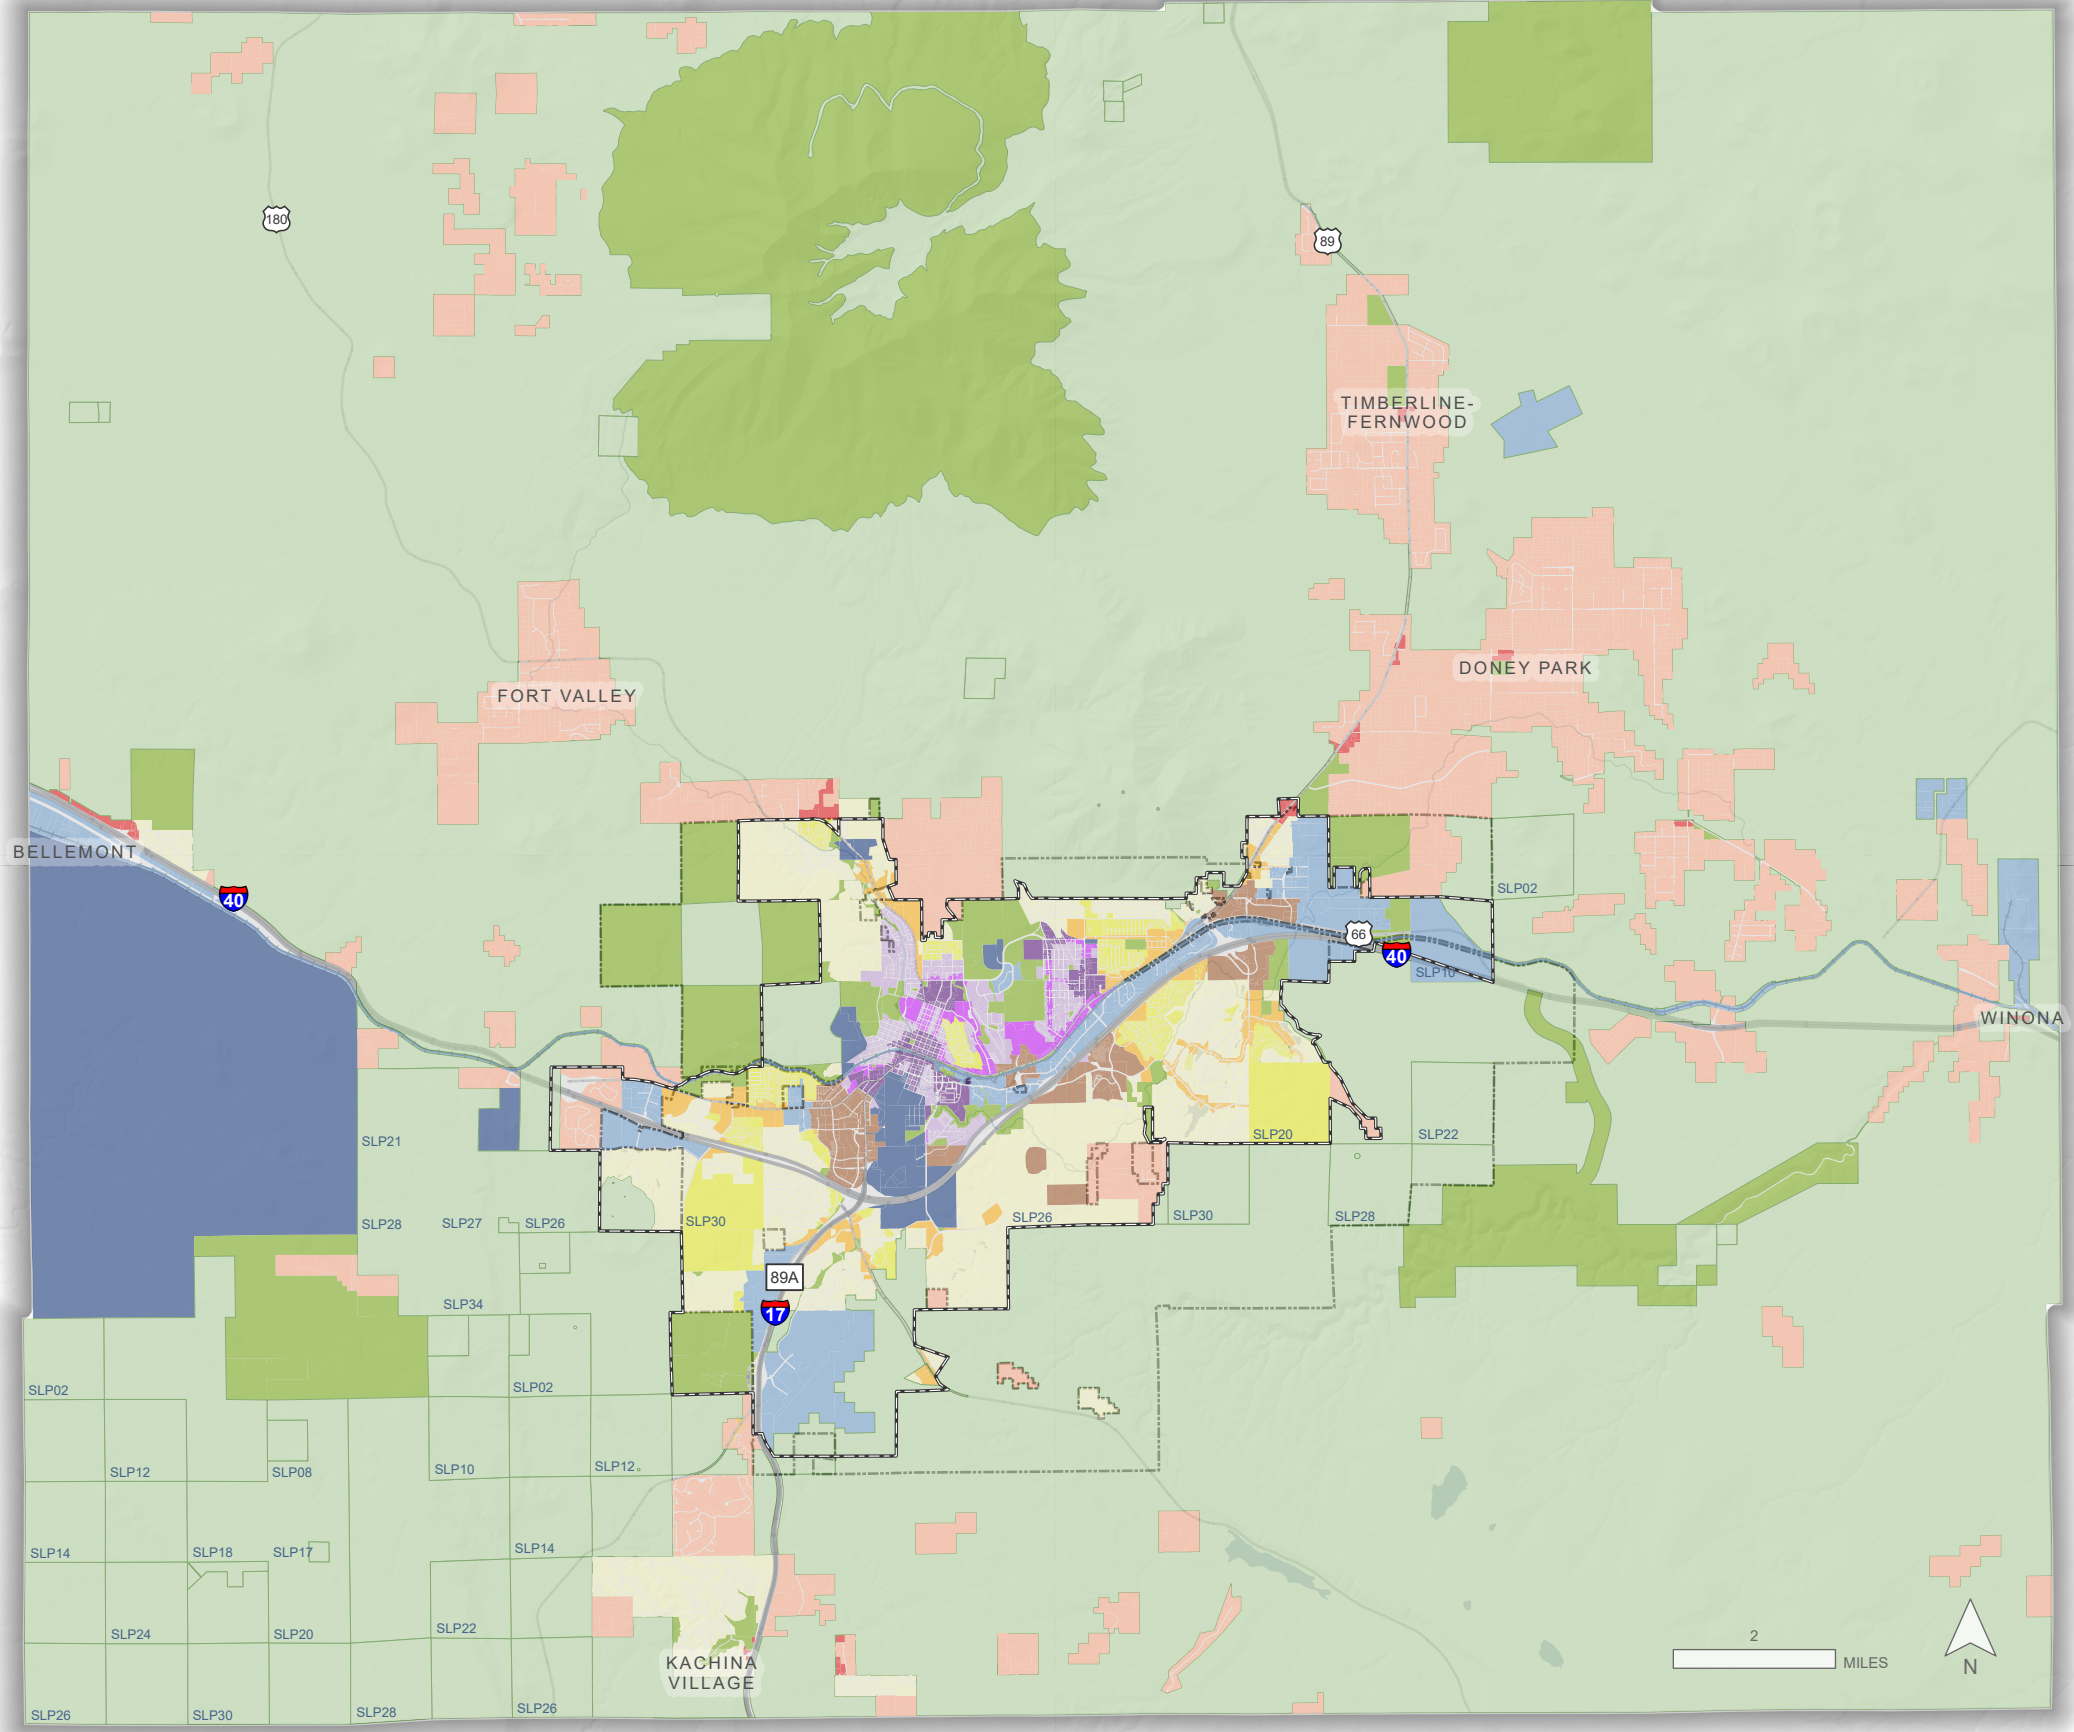 180
89
TIMBERLINE-
FERNWOOD
DONEY PARK
FORT VALLEY
BELLEMONT
40
SLP02
66
40
SLP10
WINONA
SLP21
SLP20
SLP22
SLP28
SLP27
SLP26
SLP30
SLP26
SLP30
SLP28
89A
SLP34
17
SLP02
SLP02
SLP12
SLP08
SLP10
SLP12
SLP14
SLP18
SLP17
SLP14
SLP24
SLP20
SLP22
2
MILES
N
KACHINA
VILLAGE
SLP26
SLP30
SLP28
SLP26